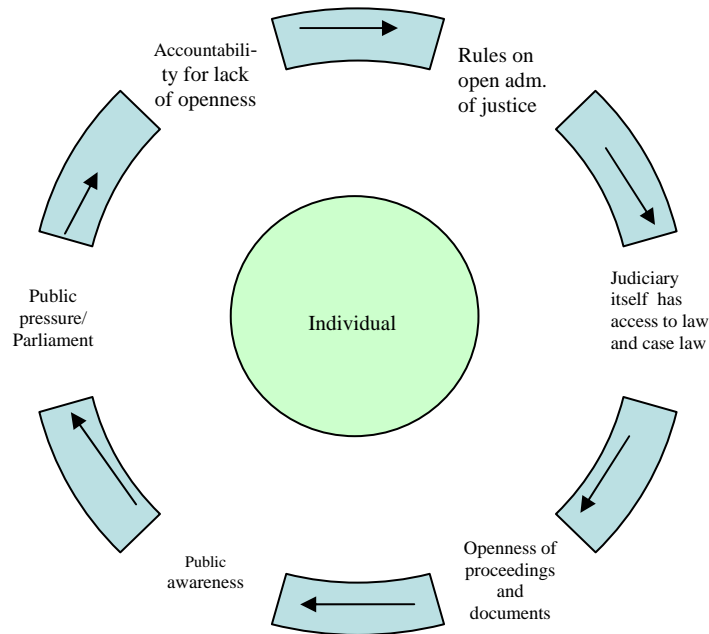 Accountabili-
ty for lack
of openness
Rules on
open adm.
of justice
Judiciary
itself has
access to law
and case law
Openness of
proceedings
and
documents
Public
awareness
Public
pressure/
Parliament
Individual